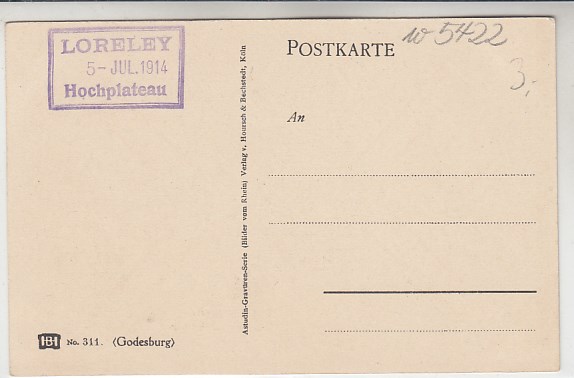 LORELEY
5-JUL.1914
Hochplateau
POSTKARTE
w 5422
3,-
An
Astudin-Gravüren-Serie (Bilder vom Rhein) Verlag v. Hoursch & Bechstedt, Köln
HB No. 311. (Godesburg)